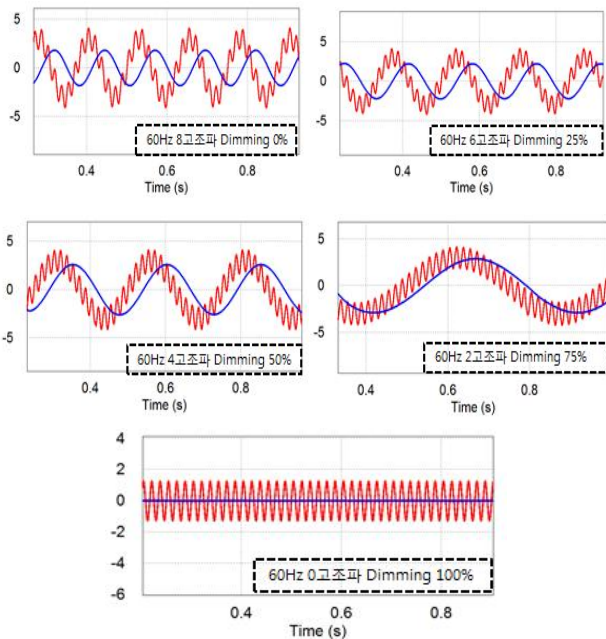 5
0
-5
60Hz 8고조파 Dimming 0%
0.4 0.6 0.8
Time (s)
5
0
-5
60Hz 6고조파 Dimming 25%
0.4 0.6 0.8
Time (s)
5
0
-5
60Hz 4고조파 Dimming 50%
0.4 0.6 0.8
Time (s)
5
0
-5
60Hz 2고조파 Dimming 75%
0.4 0.6 0.8
Time (s)
4
2
0
-2
-4
-6
60Hz 0고조파 Dimming 100%
0.4 0.6 0.8
Time (s)